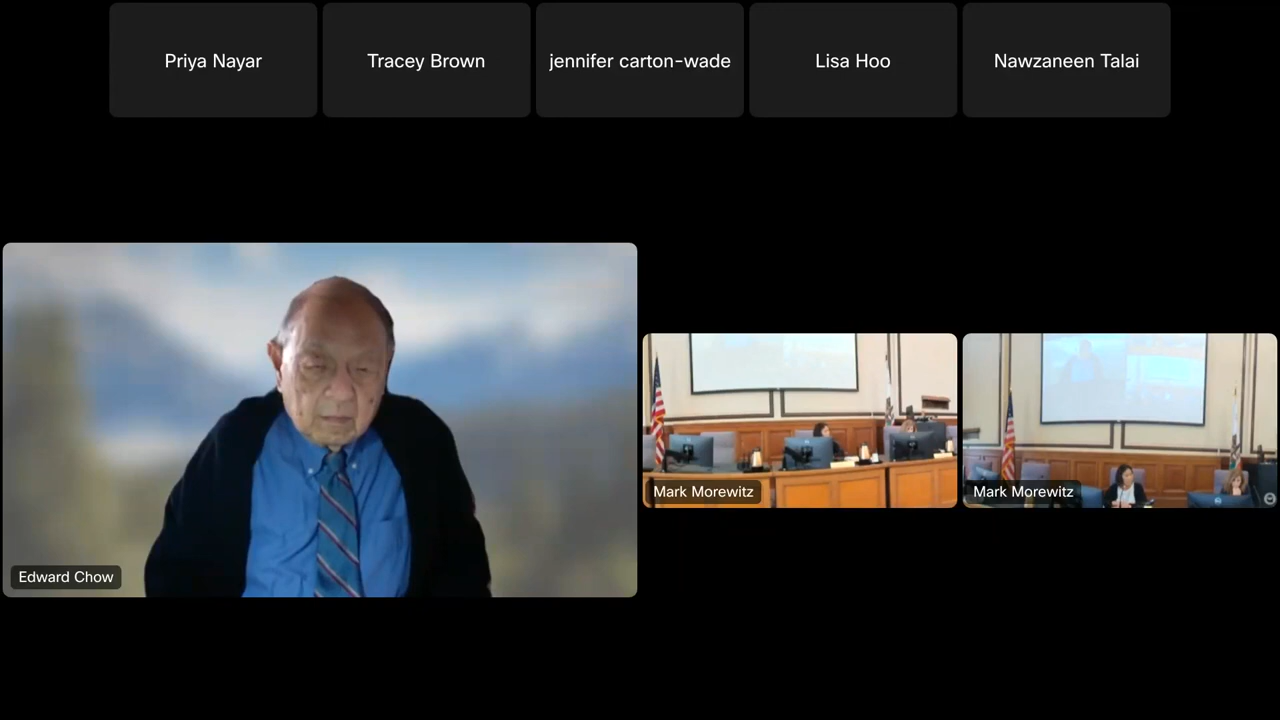 Priya Nayar
Tracey Brown
jennifer carton-wade
Lisa Hoo
Nawzaneen Talai
Edward Chow
Mark Morewitz
Mark Morewitz